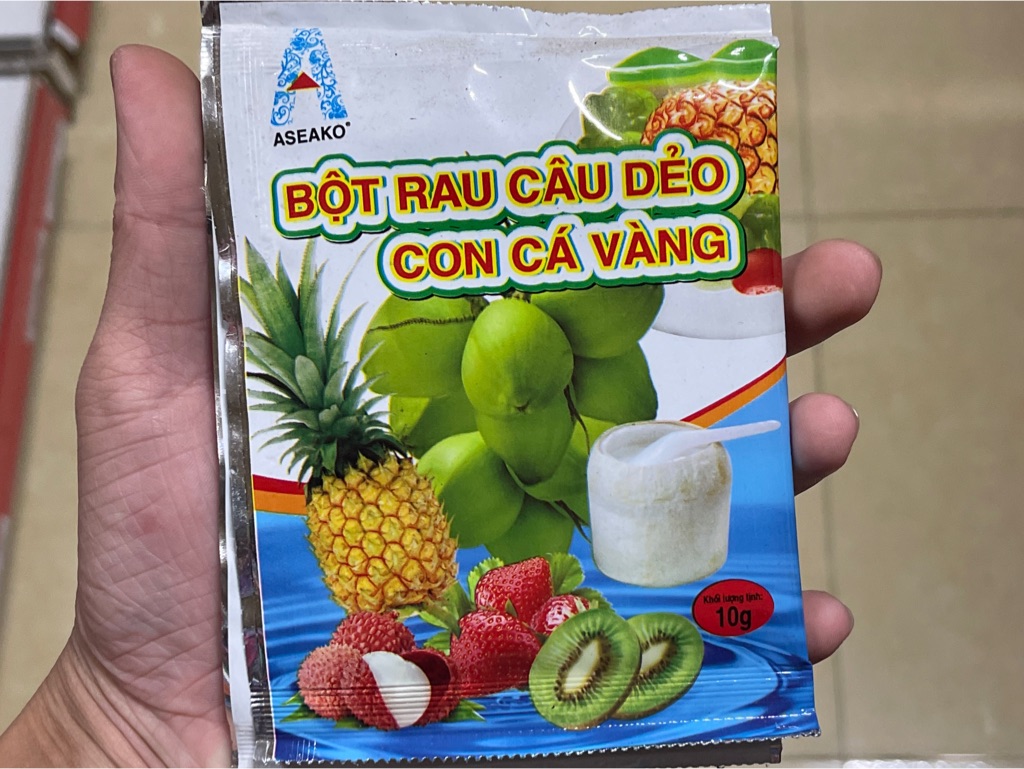 ASEAKO®
BỘT RAU CÂU DẺO
CON CÁ VÀNG
Khối lượng tịnh:
10g